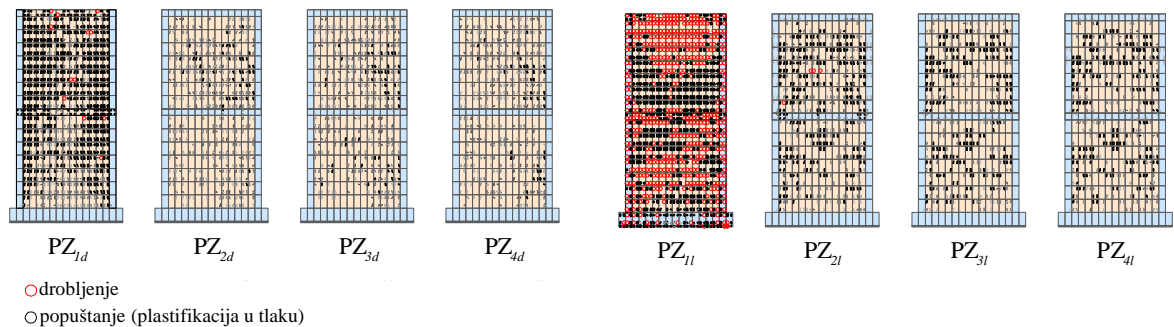 PZ1d PZ2d PZ3d PZ4d PZ1l PZ2l PZ3l PZ4l
drobljenje
popuštanje (plastifikacija u tlaku)